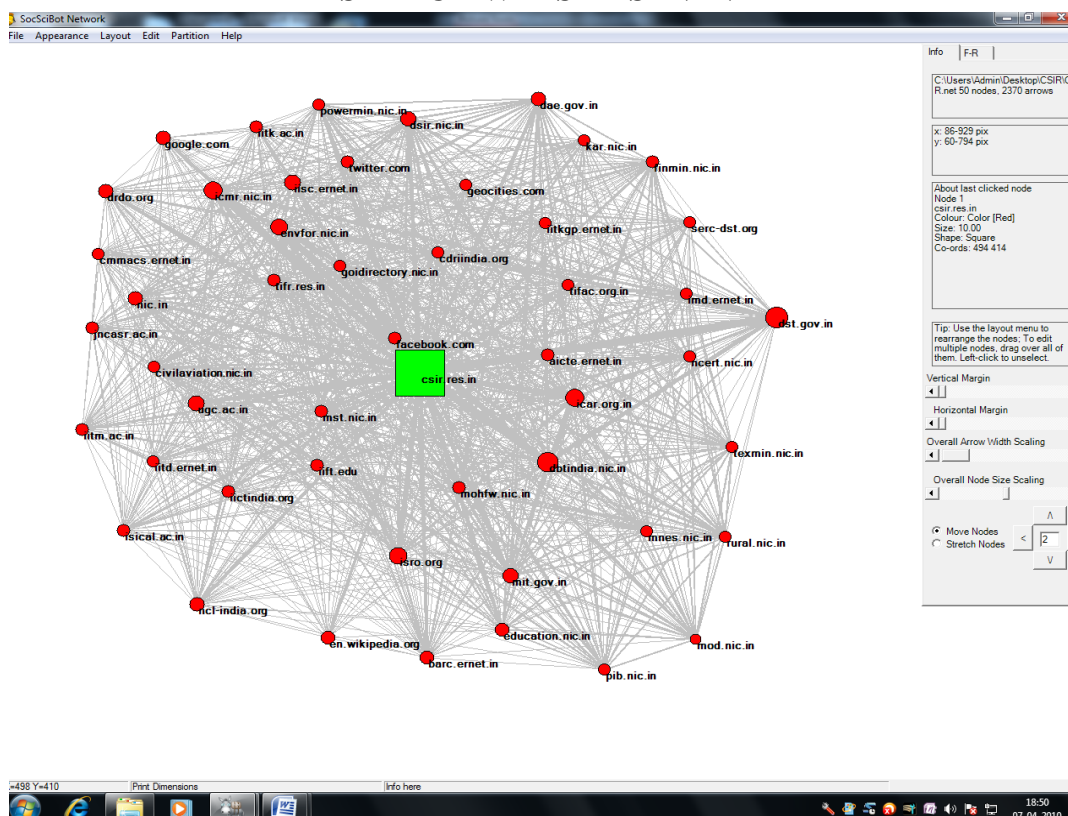 SocSciBot Network
File Appearance Layout Edit Partition Help
Info F-R
C:\Users\Admin\Desktop\CSIR\C
R.net 50 nodes, 2370 arrows
x: 86-929 pix
y: 60-794 pix
About last clicked node
Node 1
csir.res.in
Colour: Color [Red]
Size: 10.00
Shape: Square
Co-ords: 494 414
Tip: Use the layout menu to
rearrange the nodes; To edit
multiple nodes, drag over all of
them. Left-click to unselect.
Vertical Margin
Horizontal Margin
Overall Arrow Width Scaling
Overall Node Size Scaling
Move Nodes
Stretch Nodes
< 2
dae.gov.in
powermin.nic.in
dsir.nic.in
iitk.ac.in
google.com
kar.nic.in
finmin.nic.in
twitter.com
iisc.ernet.in
geocities.com
drdo.org
icmr.nic.in
envfor.nic.in
iitkgp.ernet.in
serc-dst.org
cmmacs.ernet.in
cdriindia.org
goidirectory.nic.in
tifr.res.in
tifac.org.in
imd.ernet.in
nic.in
dst.gov.in
jncasr.ac.in
facebook.com
aicte.ernet.in
ncert.nic.in
civilaviation.nic.in
csir.res.in
icar.org.in
ugc.ac.in
mst.nic.in
iitm.ac.in
texmin.nic.in
iitd.ernet.in
iift.edu
dbtindia.nic.in
iictindia.org
mohfw.nic.in
isical.ac.in
mnes.nic.in
rural.nic.in
isro.org
mit.gov.in
ncl-india.org
education.nic.in
en.wikipedia.org
mod.nic.in
barc.ernet.in
pib.nic.in
=498 Y=410 Print Dimensions Info here
18:50
07-04-2010